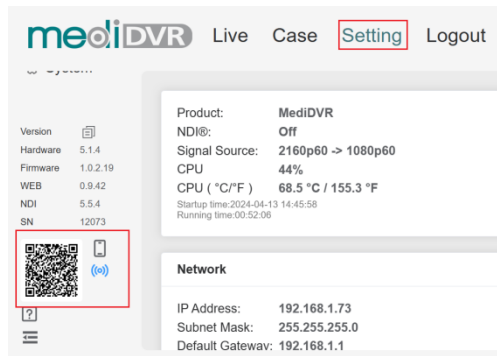 mediDVR Live Case Setting Logout
Version
Hardware 5.1.4
Firmware 1.0.2.19
WEB 0.9.42
NDI 5.5.4
SN 12073
Product: MediDVR
NDI®: Off
Signal Source: 2160p60 -> 1080p60
CPU 44%
CPU ( °C/°F ) 68.5 °C / 155.3 °F
Startup time:2024-04-13 14:45:58
Running time:00:52:06
Network
IP Address: 192.168.1.73
Subnet Mask: 255.255.255.0
Default Gateway: 192.168.1.1